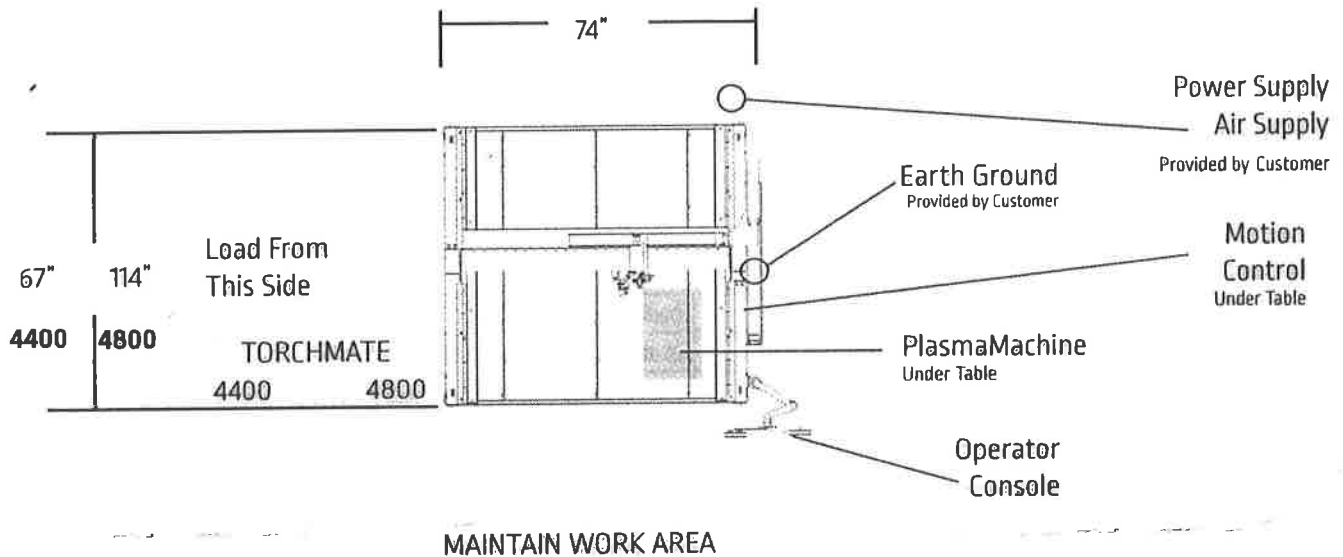 74"
Power Supply
Air Supply
Provided by Customer
Earth Ground
Provided by Customer
Motion
Control
Under Table
Load From
This Side
67" 114"
4400 4800
TORCHMATE
4400 4800
PlasmaMachine
Under Table
Operator
Console
MAINTAIN WORK AREA